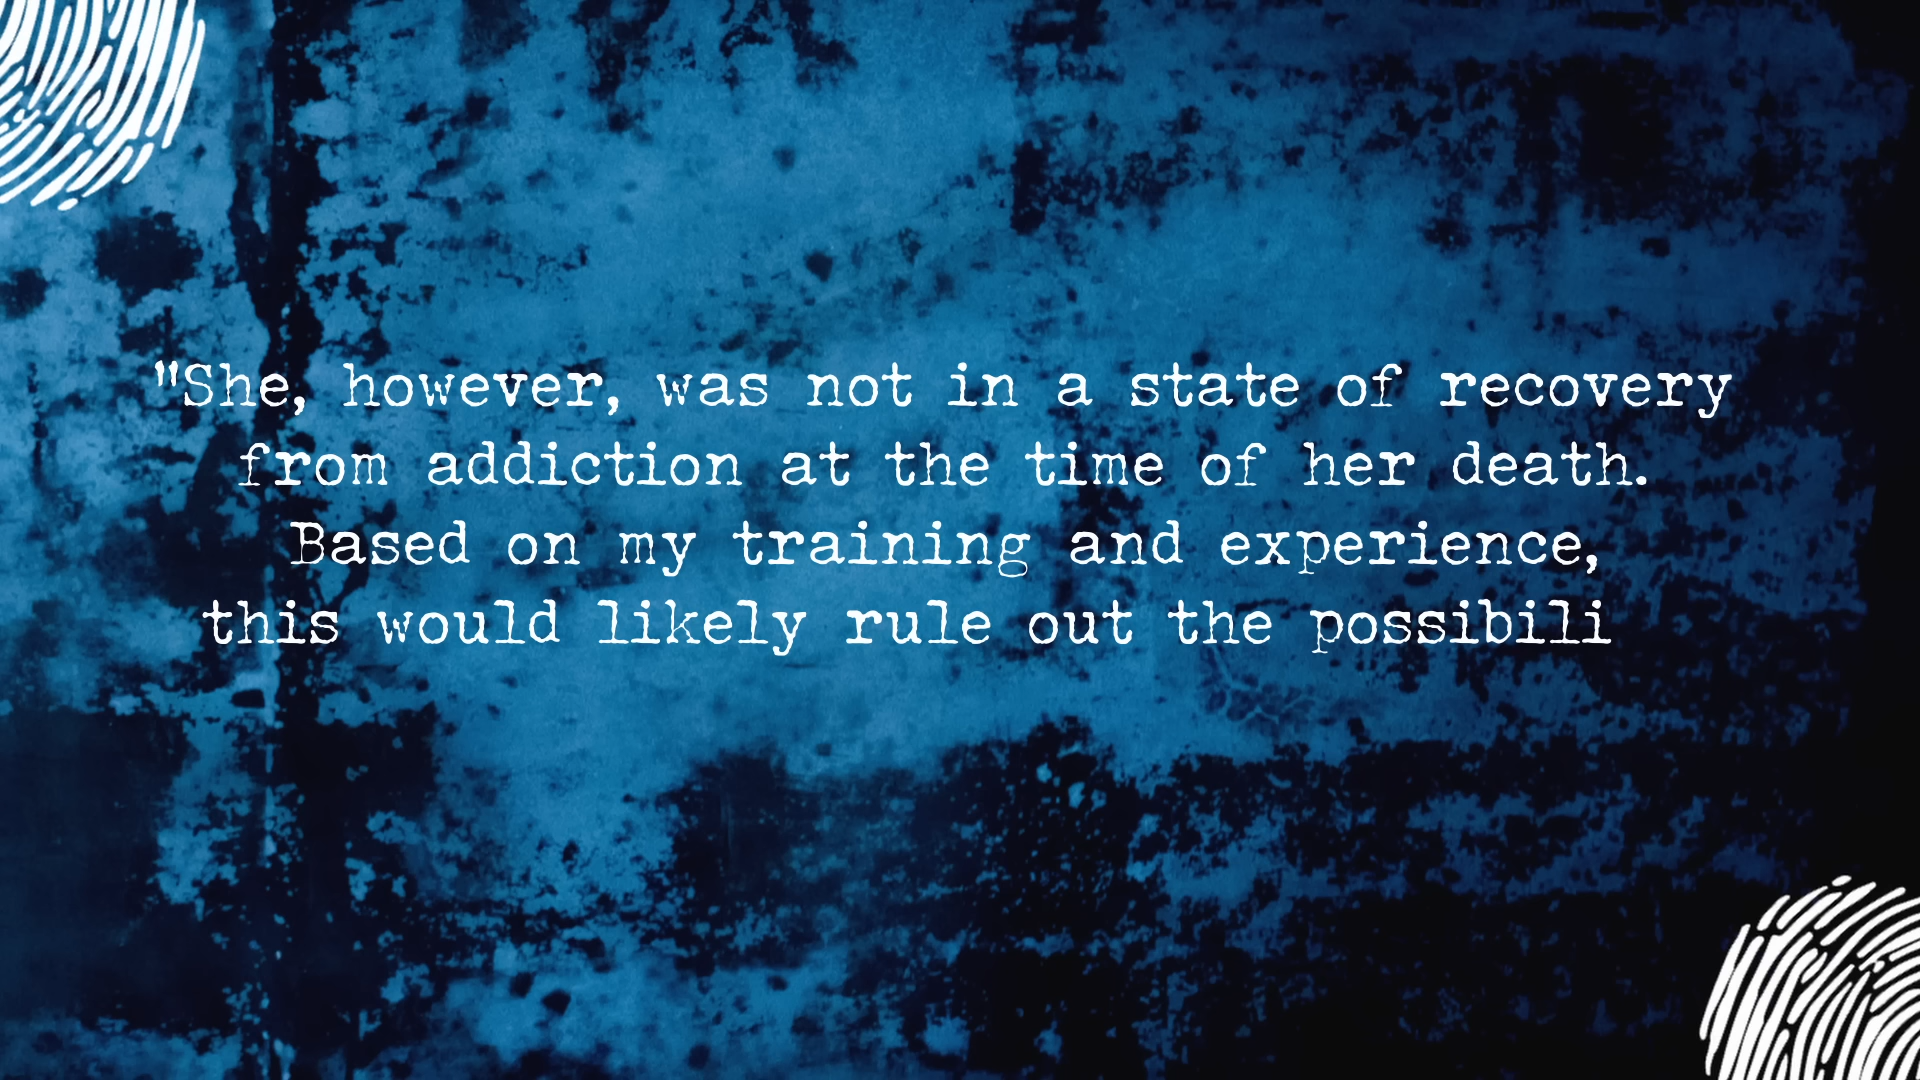 "She, however, was not in a state of recovery
from addiction at the time of her death.
Based on my training and experience,
this would likely rule out the possibili